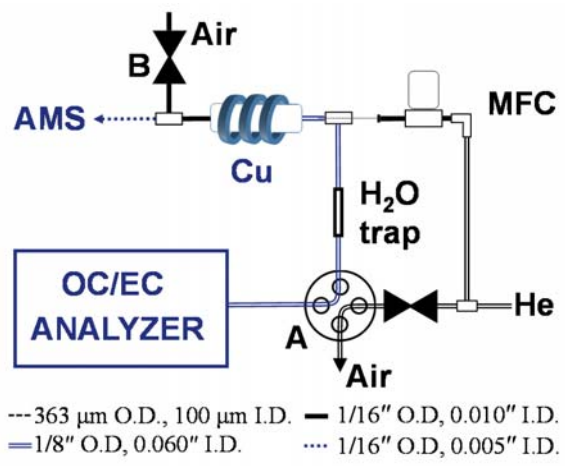 Air
B
MFC
AMS
Cu
H₂O
trap
OC/EC
ANALYZER
He
A
Air
---363 µm O.D., 100 µm I.D.
1/16″ O.D, 0.010″ I.D.
=1/8″ O.D, 0.060″ I.D.
1/16″ O.D, 0.005″ I.D.